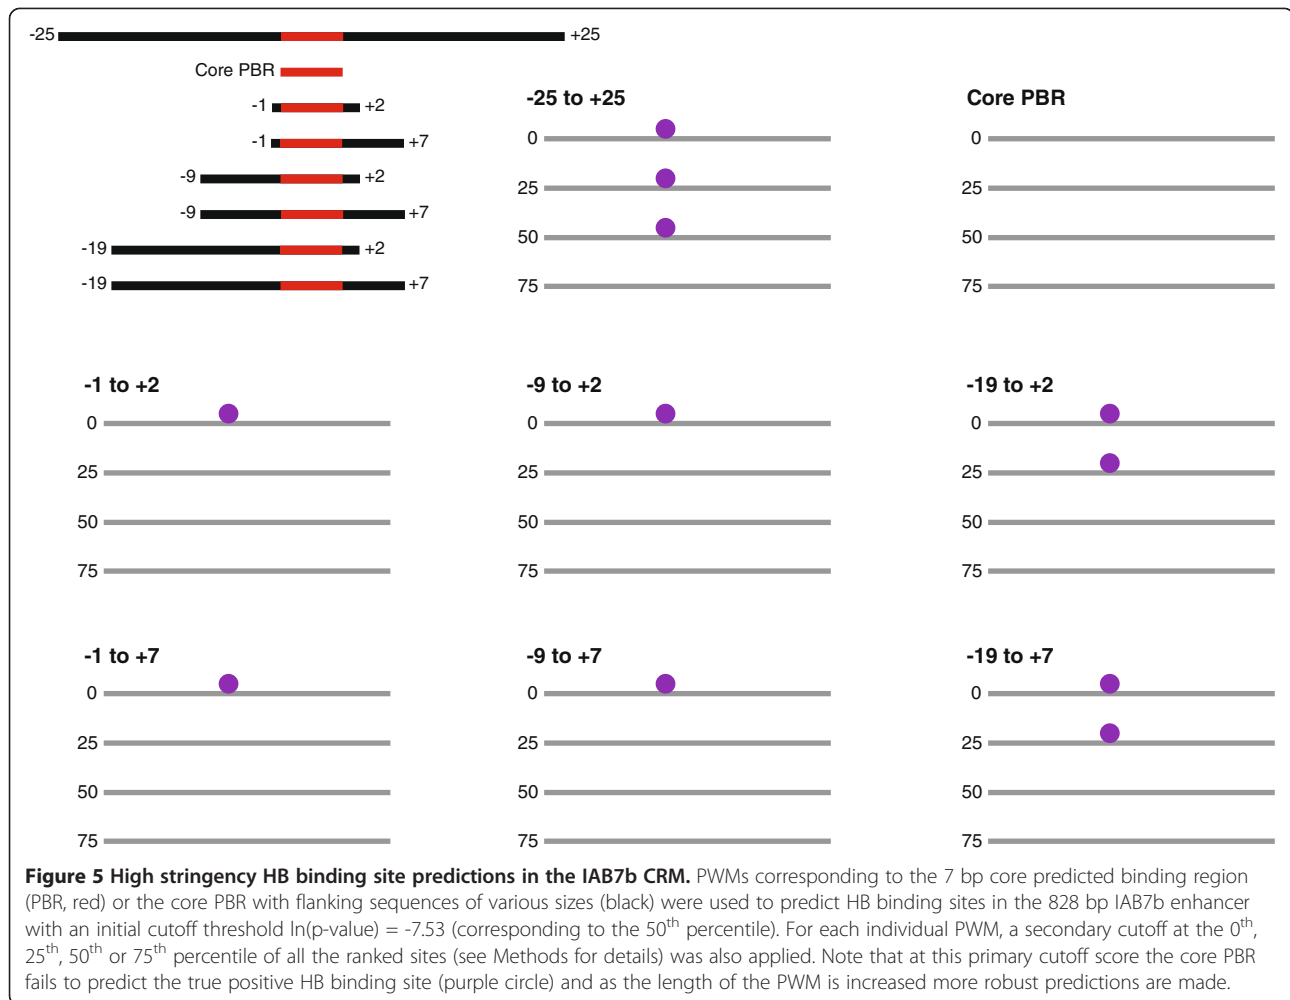 -25 +25
Core PBR
-1 +2
-1 +7
-9 +2
-9 +7
-19 +2
-19 +7
-25 to +25
0
25
50
75
Core PBR
0
25
50
75
-1 to +2
0
25
50
75
-9 to +2
0
25
50
75
-19 to +2
0
25
50
75
-1 to +7
0
25
50
75
-9 to +7
0
25
50
75
-19 to +7
0
25
50
75
Figure 5 High stringency HB binding site predictions in the IAB7b CRM. PWMs corresponding to the 7 bp core predicted binding region
(PBR, red) or the core PBR with flanking sequences of various sizes (black) were used to predict HB binding sites in the 828 bp IAB7b enhancer
with an initial cutoff threshold ln(p-value) = -7.53 (corresponding to the 50th percentile). For each individual PWM, a secondary cutoff at the 0th,
25th, 50th or 75th percentile of all the ranked sites (see Methods for details) was also applied. Note that at this primary cutoff score the core PBR
fails to predict the true positive HB binding site (purple circle) and as the length of the PWM is increased more robust predictions are made.